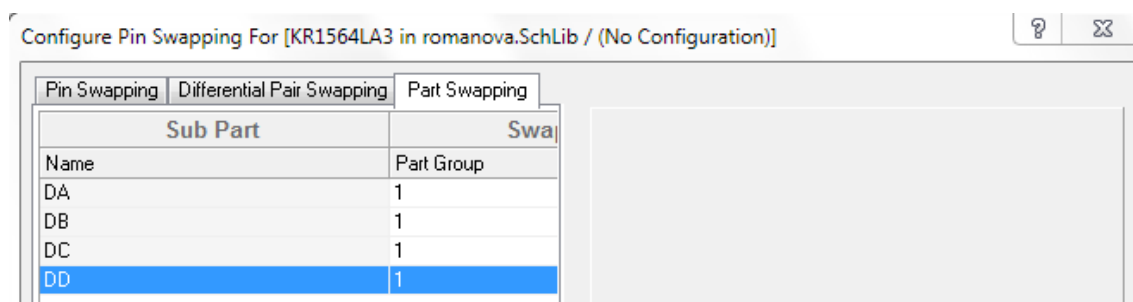 Configure Pin Swapping For [KR1564LA3 in romanova.SchLib / (No Configuration)]
Pin Swapping Differential Pair Swapping Part Swapping
Sub Part
Name Part Group
DA 1
DB 1
DC 1
DD 1